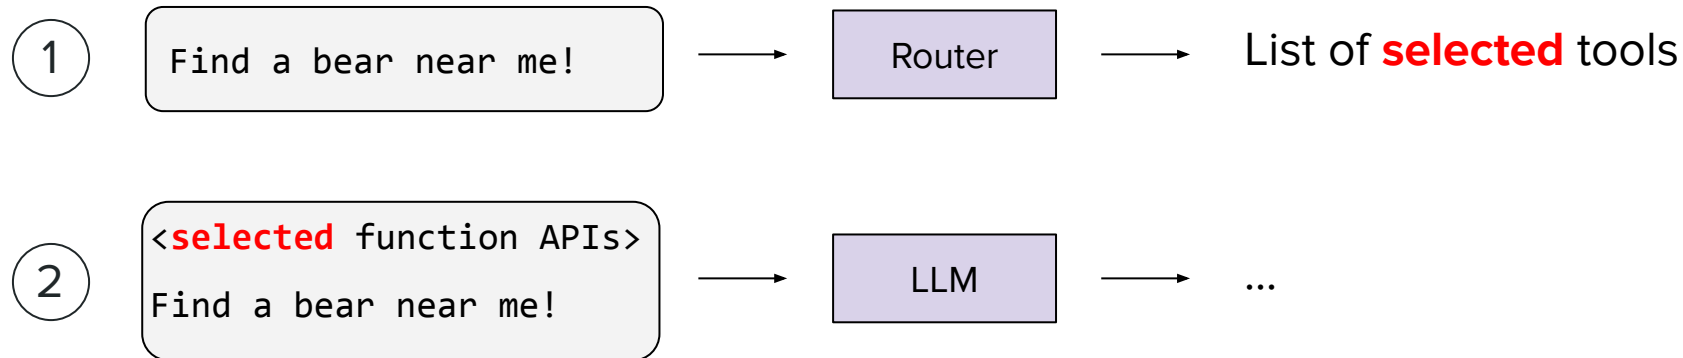 1
Find a bear near me!
Router
List of selected tools
2
<selected function APIs>
Find a bear near me!
LLM
...